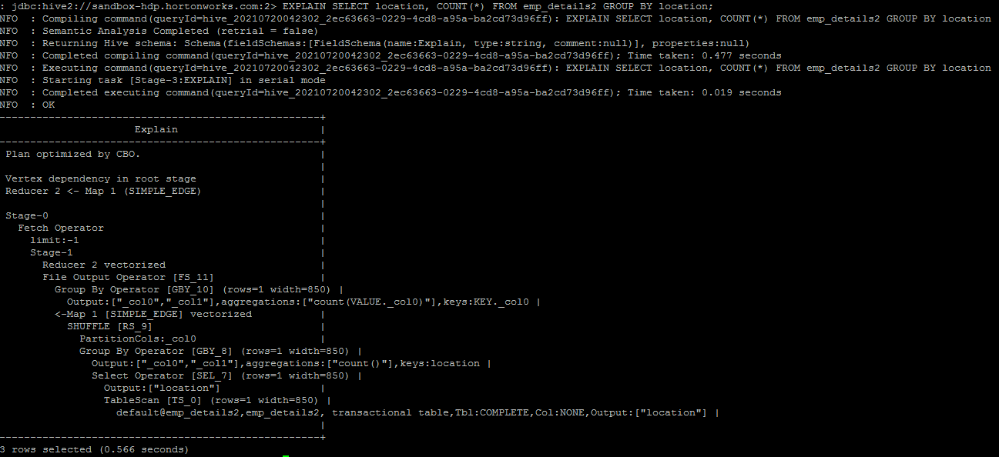 : jdbc:hive2://sandbox-hdp.hortonworks.com:2> EXPLAIN SELECT location, COUNT(*) FROM emp_details2 GROUP BY location;
NFO  : Compiling command(queryId=hive_20210720042302_2ec63663-0229-4cd8-a95a-ba2cd73d96ff): EXPLAIN SELECT location, COUNT(*) FROM emp_details2 GROUP BY location
NFO  : Semantic Analysis Completed (retrial = false)
NFO  : Returning Hive schema: Schema(fieldSchemas:[FieldSchema(name:Explain, type:string, comment:null)], properties:null)
NFO  : Completed compiling command(queryId=hive_20210720042302_2ec63663-0229-4cd8-a95a-ba2cd73d96ff); Time taken: 0.477 seconds
NFO  : Executing command(queryId=hive_20210720042302_2ec63663-0229-4cd8-a95a-ba2cd73d96ff): EXPLAIN SELECT location, COUNT(*) FROM emp_details2 GROUP BY location
NFO  : Starting task [Stage-3:EXPLAIN] in serial mode
NFO  : Completed executing command(queryId=hive_20210720042302_2ec63663-0229-4cd8-a95a-ba2cd73d96ff); Time taken: 0.019 seconds
NFO  : OK
----------------------------------------------------+
                      Explain                       |
----------------------------------------------------+
 Plan optimized by CBO.                             |
                                                    |
 Vertex dependency in root stage                    |
 Reducer 2 <- Map 1 (SIMPLE_EDGE)                   |
                                                    |
 Stage-0                                            |
   Fetch Operator                                   |
     limit:-1                                       |
     Stage-1                                        |
       Reducer 2 vectorized                         |
       File Output Operator [FS_11]                 |
         Group By Operator [GBY_10] (rows=1 width=850) |
           Output:["_col0","_col1"],aggregations:["count(VALUE._col0)"],keys:KEY._col0 |
         <-Map 1 [SIMPLE_EDGE] vectorized           |
           SHUFFLE [RS_9]                           |
             PartitionCols:_col0                    |
             Group By Operator [GBY_8] (rows=1 width=850) |
               Output:["_col0","_col1"],aggregations:["count()"],keys:location |
               Select Operator [SEL_7] (rows=1 width=850) |
                 Output:["location"]                |
                 TableScan [TS_0] (rows=1 width=850) |
                   default@emp_details2,emp_details2, transactional table,Tbl:COMPLETE,Col:NONE,Output:["location"] |
                                                    |
----------------------------------------------------+
3 rows selected (0.566 seconds)